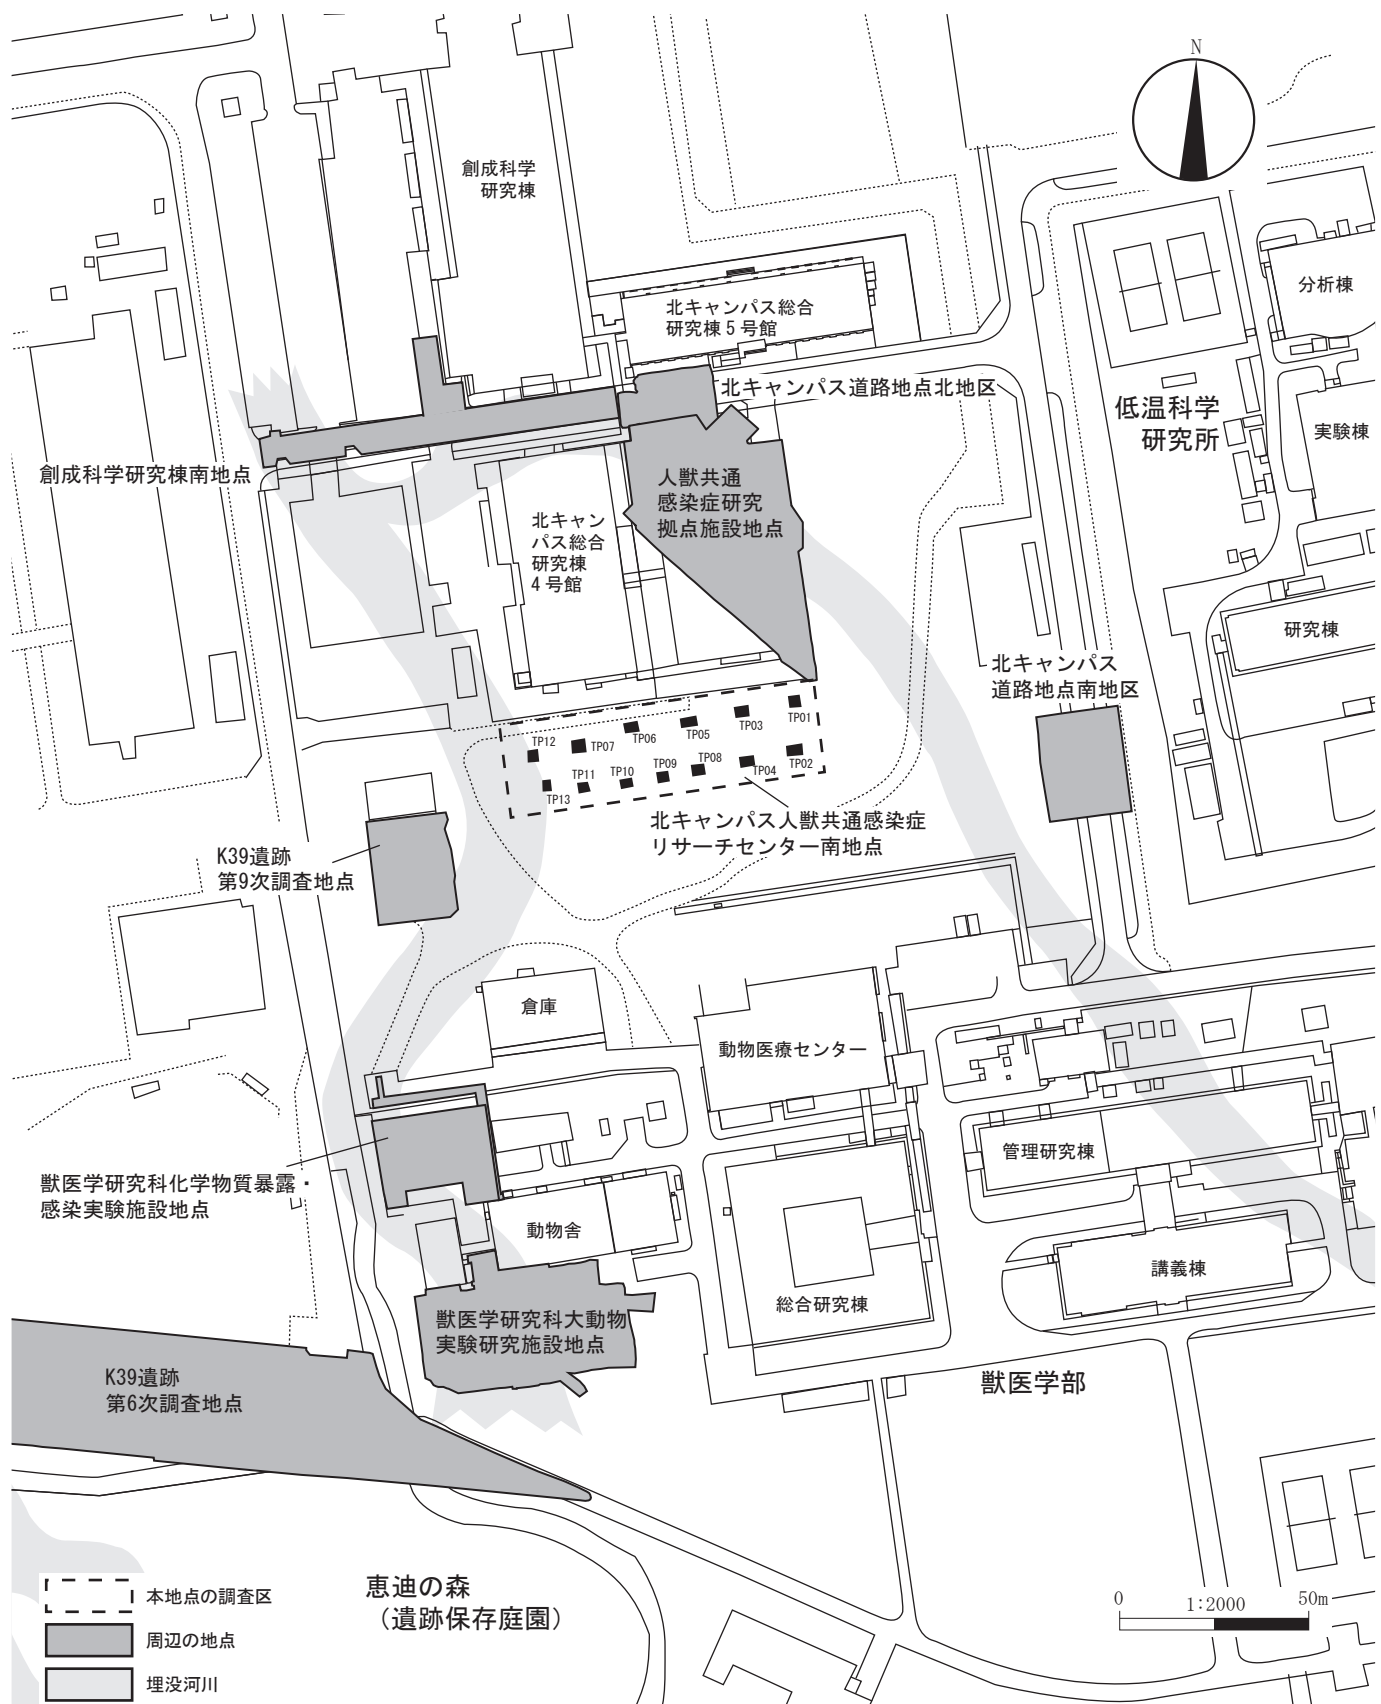 N
創成科学
研究棟
北キャンパス総合
研究棟５号館
分析棟
北キャンパス道路地点北地区
低温科学
研究所
実験棟
創成科学研究棟南地点
人獣共通
感染症研究
拠点施設地点
北キャン
パス総合
研究棟
４号館
研究棟
北キャンパス
道路地点南地区
TP01
TP03
TP05
TP06
TP12
TP07
TP02
TP04
TP08
TP09
TP10
TP11
TP13
北キャンパス人獣共通感染症
リサーチセンター南地点
K39遺跡
第9次調査地点
倉庫
動物医療センター
管理研究棟
獣医学研究科化学物質暴露・
感染実験施設地点
動物舎
講義棟
総合研究棟
獣医学研究科大動物
実験研究施設地点
K39遺跡
第6次調査地点
獣医学部
恵迪の森
（遺跡保存庭園）
本地点の調査区
周辺の地点
埋没河川
0 1:2000 50m